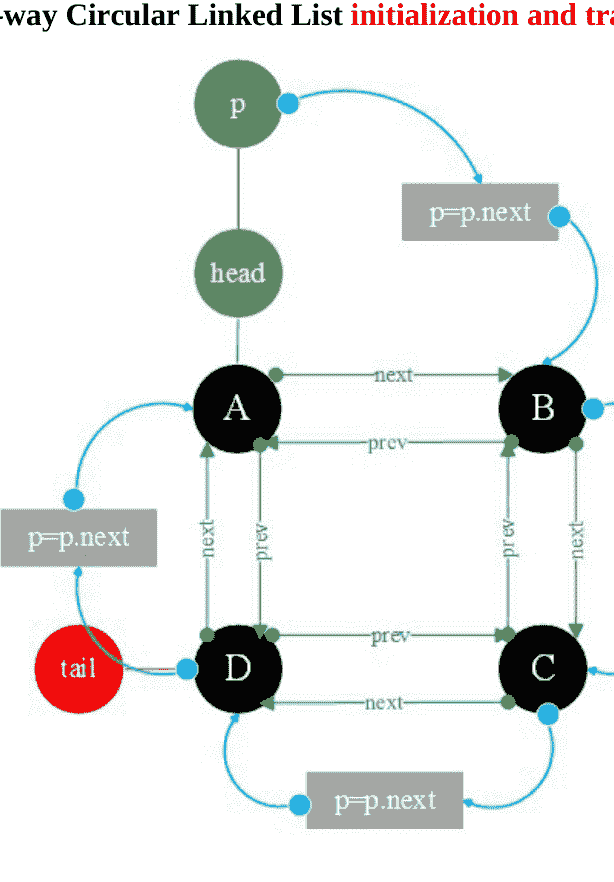 -way Circular Linked List initialization and tra
p
p=p.next
head
A
next
B
prev
p=p.next
next
prev
prev
next
tail
D
prev
C
next
p=p.next